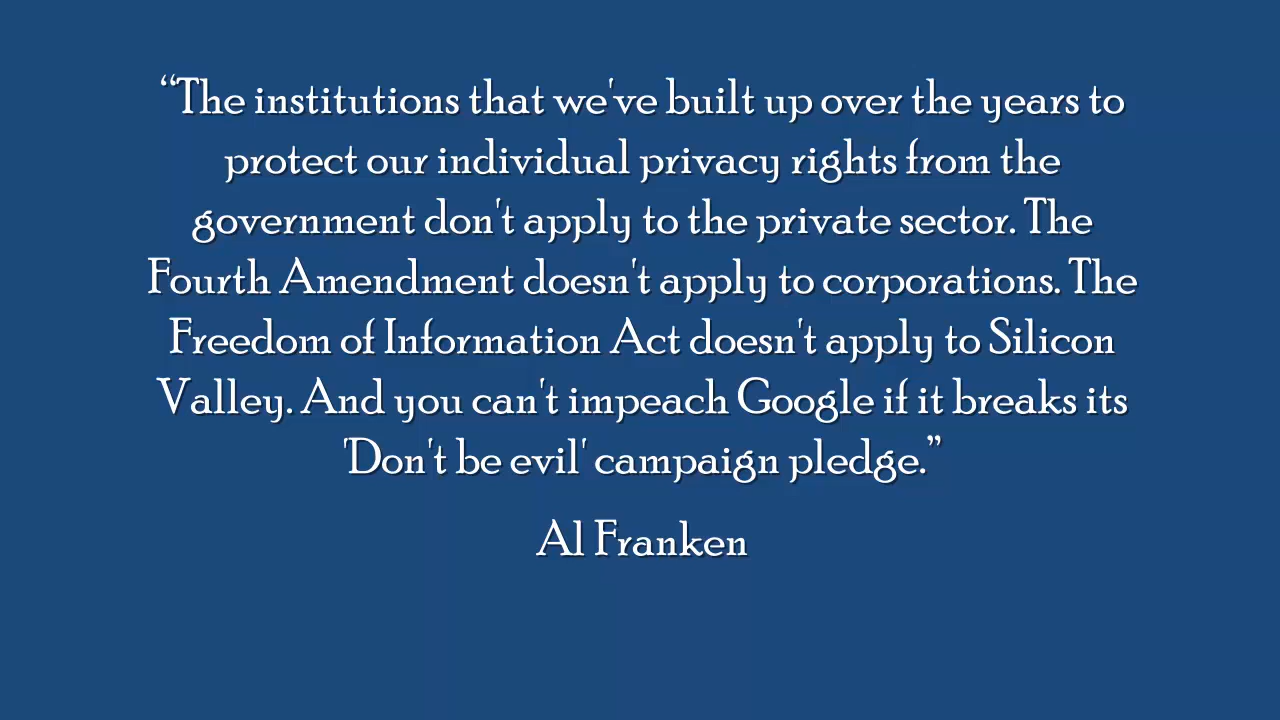 “The institutions that we've built up over the years to
protect our individual privacy rights from the
government don't apply to the private sector. The
Fourth Amendment doesn't apply to corporations. The
Freedom of Information Act doesn't apply to Silicon
Valley. And you can't impeach Google if it breaks its
'Don't be evil' campaign pledge.”
Al Franken